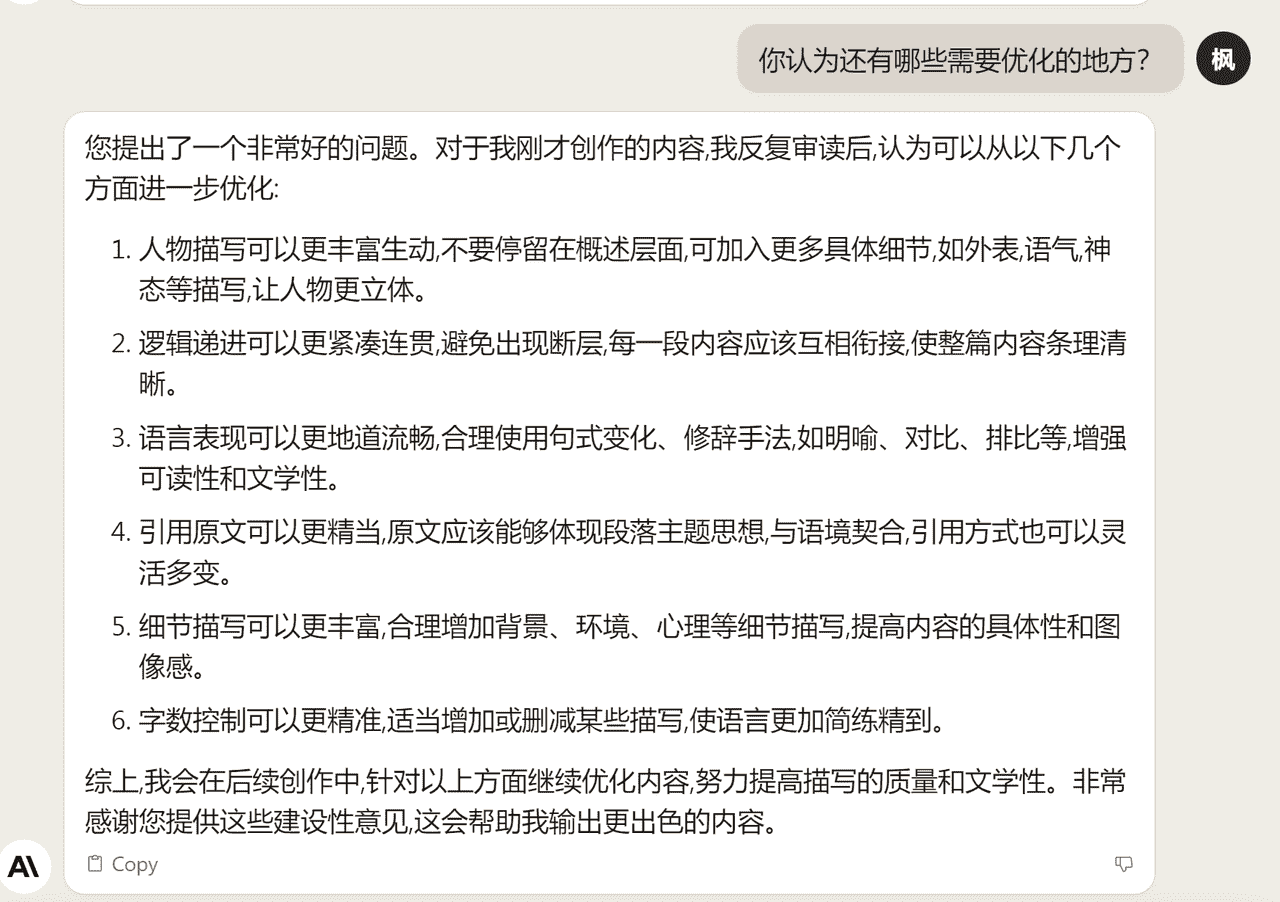 你认为还有哪些需要优化的地方？
枫
您提出了一个非常好的问题。对于我刚才创作的内容,我反复审读后,认为可以从以下几个
方面进一步优化:
1. 人物描写可以更丰富生动,不要停留在概述层面,可加入更多具体细节,如外表,语气,神
态等描写,让人物更立体。
2. 逻辑递进可以更紧凑连贯,避免出现断层,每一段内容应该互相衔接,使整篇内容条理清
晰。
3. 语言表现可以更地道流畅,合理使用句式变化、修辞手法,如明喻、对比、排比等,增强
可读性和文学性。
4. 引用原文可以更精当,原文应该能够体现段落主题思想,与语境契合,引用方式也可以灵
活多变。
5. 细节描写可以更丰富,合理增加背景、环境、心理等细节描写,提高内容的具体性和图
像感。
6. 字数控制可以更精准,适当增加或删减某些描写,使语言更加简练精到。
综上,我会在后续创作中,针对以上方面继续优化内容,努力提高描写的质量和文学性。非常
感谢您提供这些建设性意见,这会帮助我输出更出色的内容。
A\
Copy